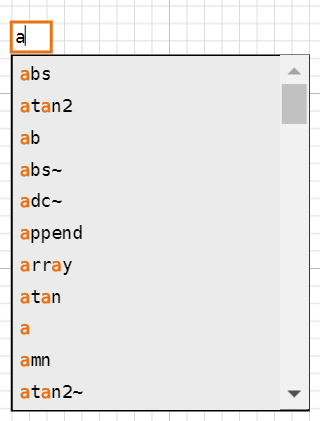 a
abs
atan2
ab
abs~
adc~
append
array
atan
a
amn
atan2~